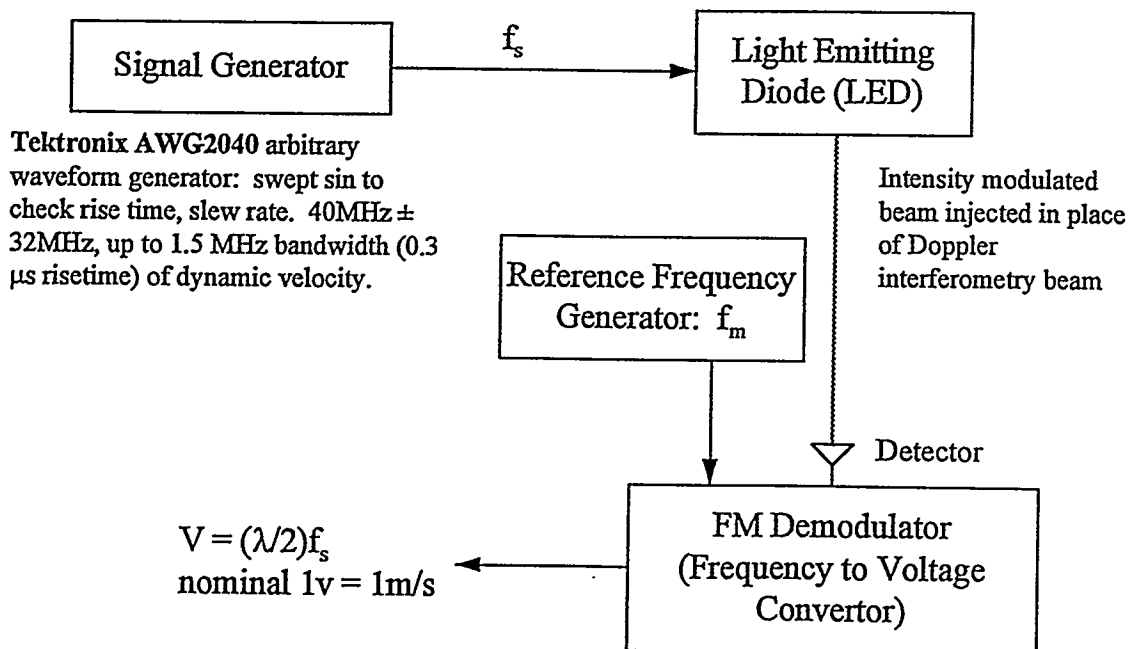 Signal Generator
f_s
Light Emitting
Diode (LED)
Tektronix AWG2040 arbitrary
waveform generator: swept sin to
check rise time, slew rate. 40MHz ±
32MHz, up to 1.5 MHz bandwidth (0.3
μs risetime) of dynamic velocity.
Intensity modulated
beam injected in place
of Doppler
interferometry beam
Reference Frequency
Generator: f_m
Detector
FM Demodulator
(Frequency to Voltage
Convertor)
V = (λ/2)f_s
nominal 1v = 1m/s